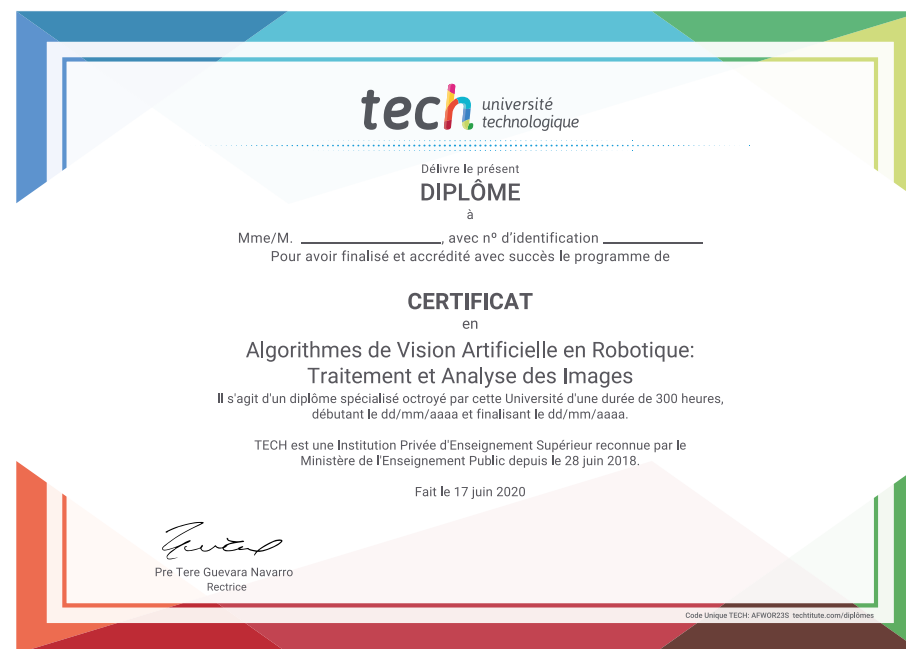 tech université
technologique
Délivre le présent
DIPLÔME
à
Mme/M. ____________________, avec nº d'identification ______________
Pour avoir finalisé et accrédité avec succès le programme de
CERTIFICAT
en
Algorithmes de Vision Artificielle en Robotique:
Traitement et Analyse des Images
Il s'agit d'un diplôme spécialisé octroyé par cette Université d'une durée de 300 heures,
débutant le dd/mm/aaaa et finalisant le dd/mm/aaaa.
TECH est une Institution Privée d'Enseignement Supérieur reconnue par le
Ministère de l'Enseignement Public depuis le 28 juin 2018.
Fait le 17 juin 2020
Pre Tere Guevara Navarro
Rectrice
Code Unique TECH: AFWOR23S techtitute.com/diplômes